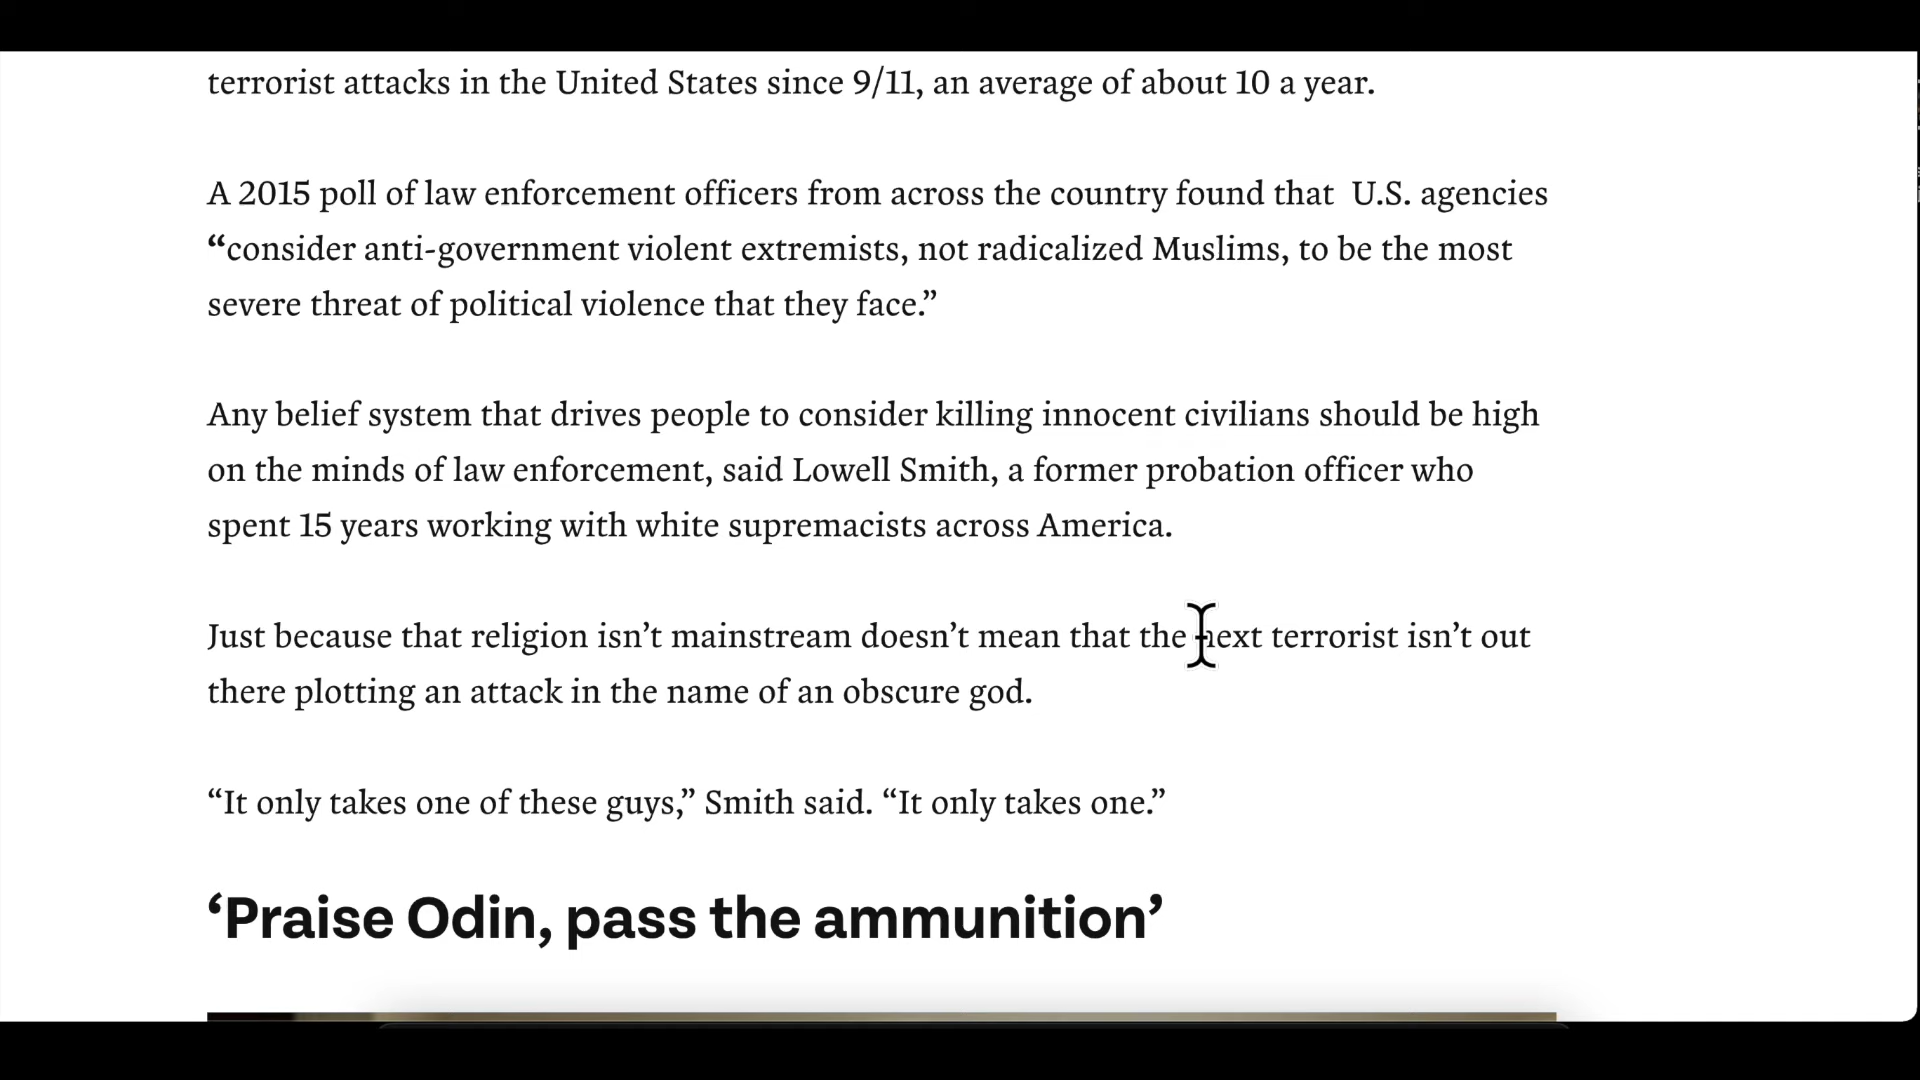 terrorist attacks in the United States since 9/11, an average of about 10 a year.
A 2015 poll of law enforcement officers from across the country found that  U.S. agencies
“consider anti-government violent extremists, not radicalized Muslims, to be the most
severe threat of political violence that they face.”
Any belief system that drives people to consider killing innocent civilians should be high
on the minds of law enforcement, said Lowell Smith, a former probation officer who
spent 15 years working with white supremacists across America.
Just because that religion isn’t mainstream doesn’t mean that the next terrorist isn’t out
there plotting an attack in the name of an obscure god.
“It only takes one of these guys,” Smith said. “It only takes one.”
‘Praise Odin, pass the ammunition’